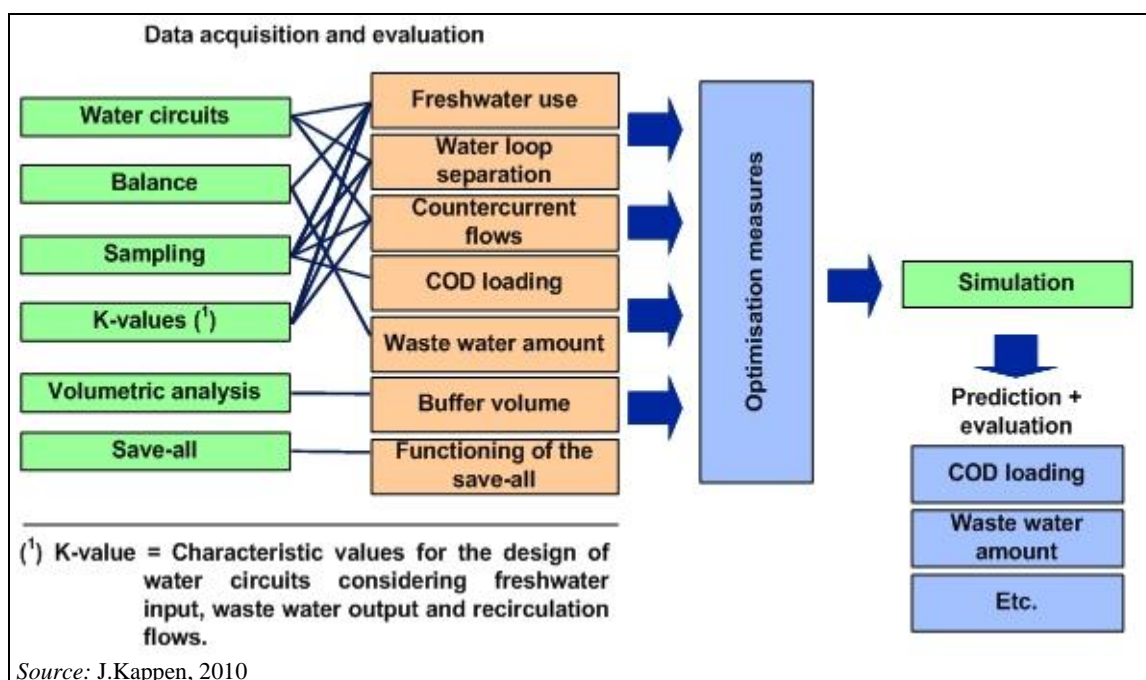 Data acquisition and evaluation
Water circuits
Balance
Sampling
K-values (¹)
Volumetric analysis
Save-all
Freshwater use
Water loop
separation
Countercurrent
flows
COD loading
Waste water amount
Buffer volume
Functioning of the
save-all
Optimisation measures
Simulation
Prediction +
evaluation
COD loading
Waste water
amount
Etc.
(¹) K-value = Characteristic values for the design of
water circuits considering freshwater
input, waste water output and recirculation
flows.
Source: J.Kappen, 2010